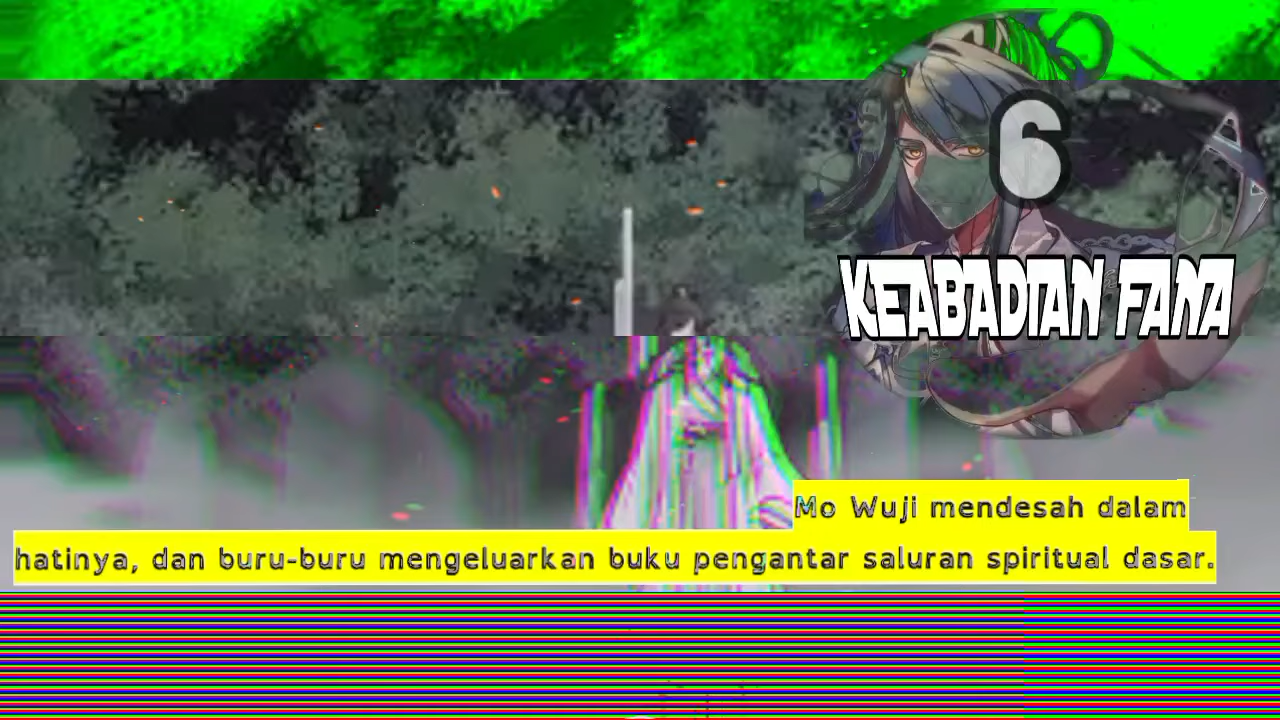 6
KEABADIAN FANA
Mo Wuji mendesah dalam
hatinya, dan buru-buru mengeluarkan buku pengantar saluran spiritual dasar.